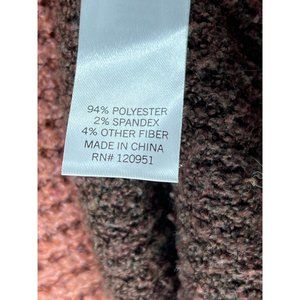 94% POLYESTER
2% SPANDEX
4% OTHER FIBER
MADE IN CHINA
RN# 120951